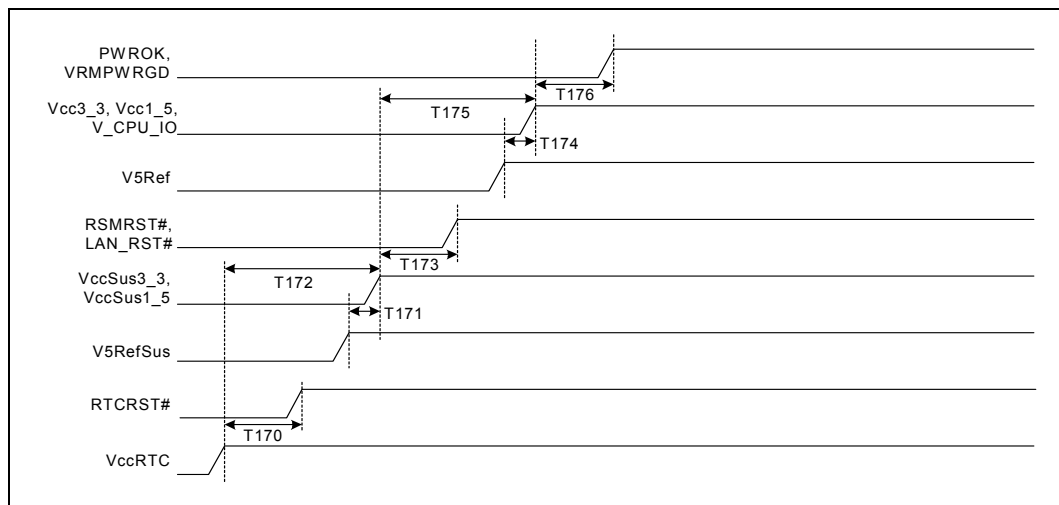 PWROK,
VRMPWRGD
T176
Vcc3_3, Vcc1_5,
V_CPU_IO
T175
T174
V5Ref
RSMRST#,
LAN_RST#
T173
VccSus3_3,
VccSus1_5
T172
T171
V5RefSus
RTCRST#
T170
VccRTC